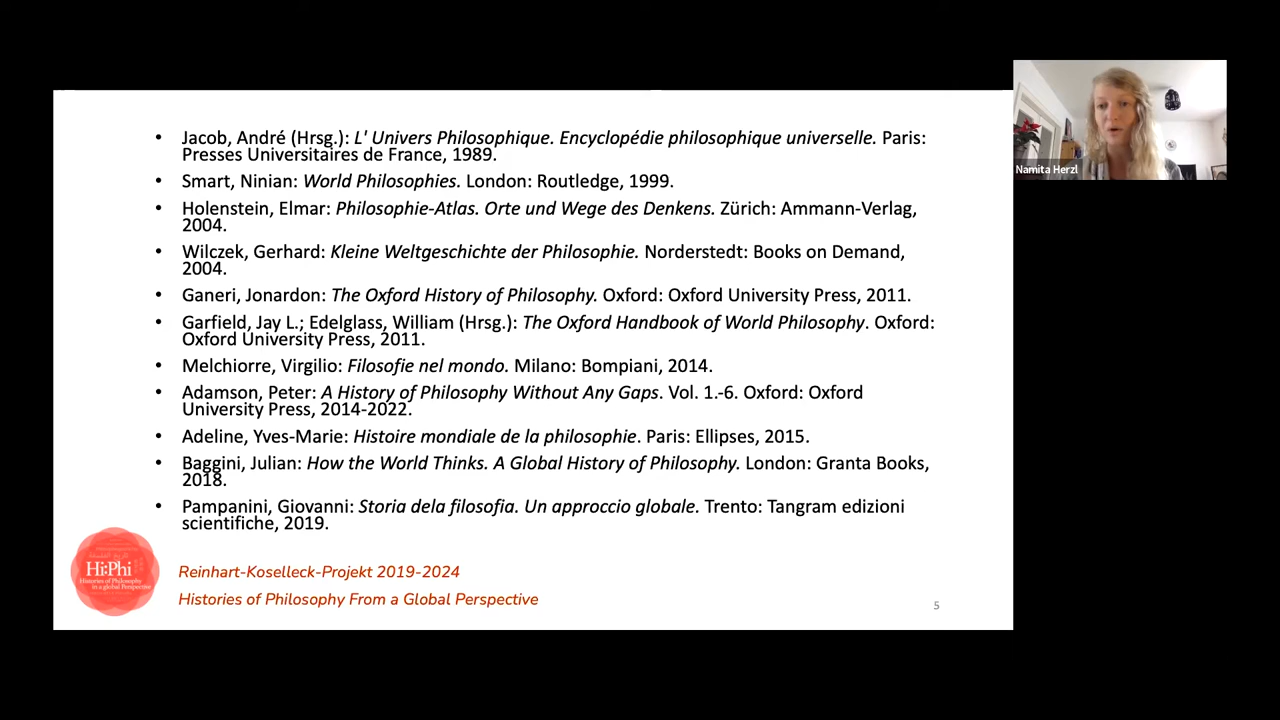 • Jacob, André (Hrsg.): L' Univers Philosophique. Encyclopédie philosophique universelle. Paris:
Presses Universitaires de France, 1989.
• Smart, Ninian: World Philosophies. London: Routledge, 1999.
• Holenstein, Elmar: Philosophie-Atlas. Orte und Wege des Denkens. Zürich: Ammann-Verlag,
2004.
• Wilczek, Gerhard: Kleine Weltgeschichte der Philosophie. Norderstedt: Books on Demand,
2004.
• Ganeri, Jonardon: The Oxford History of Philosophy. Oxford: Oxford University Press, 2011.
• Garfield, Jay L.; Edelglass, William (Hrsg.): The Oxford Handbook of World Philosophy. Oxford:
Oxford University Press, 2011.
• Melchiorre, Virgilio: Filosofie nel mondo. Milano: Bompiani, 2014.
• Adamson, Peter: A History of Philosophy Without Any Gaps. Vol. 1.-6. Oxford: Oxford
University Press, 2014-2022.
• Adeline, Yves-Marie: Histoire mondiale de la philosophie. Paris: Ellipses, 2015.
• Baggini, Julian: How the World Thinks. A Global History of Philosophy. London: Granta Books,
2018.
• Pampanini, Giovanni: Storia dela filosofia. Un approccio globale. Trento: Tangram edizioni
scientifiche, 2019.
Hi:Phi
Histories of Philosophy
in a global Perspective
Reinhart-Koselleck-Projekt 2019-2024
Histories of Philosophy From a Global Perspective
5
Namita Herzl